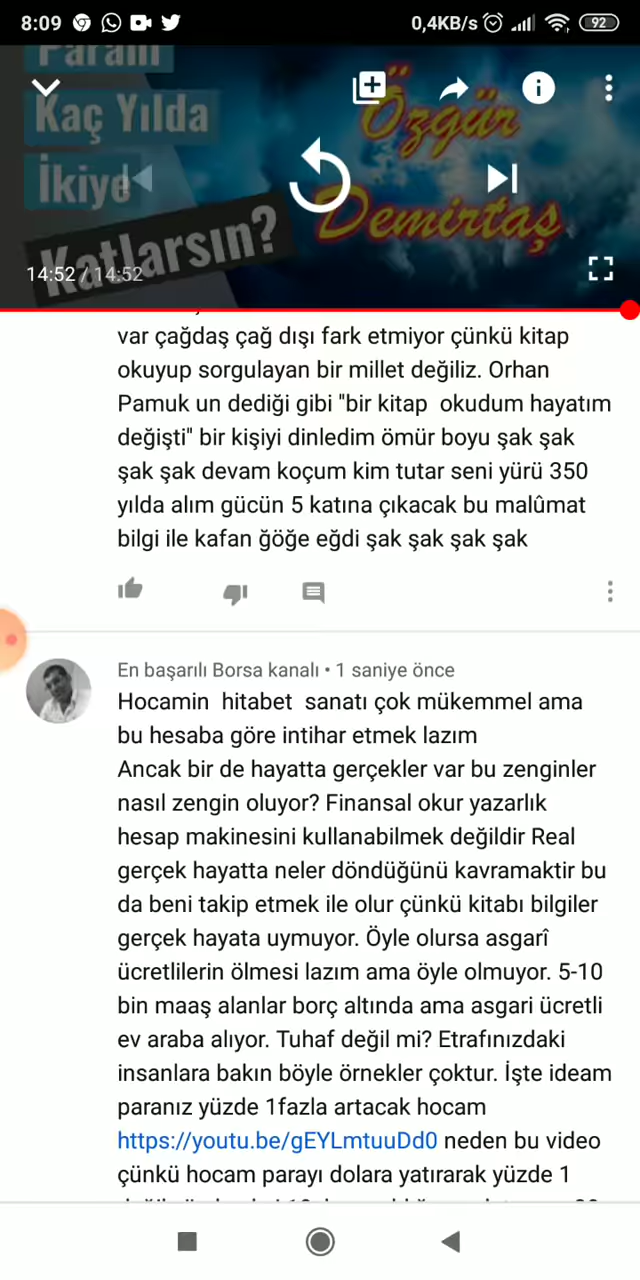 8:09
0,4KB/s
92
Param
Kaç Yılda
İkiye
Katlarsın?
Özgür
Demirtaş
14:52 / 14:52
var çağdaş çağ dışı fark etmiyor çünkü kitap
okuyup sorgulayan bir millet değiliz. Orhan
Pamuk un dediği gibi "bir kitap  okudum hayatım
değişti" bir kişiyi dinledim ömür boyu şak şak
şak şak devam koçum kim tutar seni yürü 350
yılda alım gücün 5 katına çıkacak bu malûmat
bilgi ile kafan ğöğe eğdi şak şak şak şak
En başarılı Borsa kanalı • 1 saniye önce
Hocamin  hitabet  sanatı çok mükemmel ama
bu hesaba göre intihar etmek lazım
Ancak bir de hayatta gerçekler var bu zenginler
nasıl zengin oluyor? Finansal okur yazarlık
hesap makinesini kullanabilmek değildir Real
gerçek hayatta neler döndüğünü kavramaktir bu
da beni takip etmek ile olur çünkü kitabı bilgiler
gerçek hayata uymuyor. Öyle olursa asgarî
ücretlilerin ölmesi lazım ama öyle olmuyor. 5-10
bin maaş alanlar borç altında ama asgari ücretli
ev araba alıyor. Tuhaf değil mi? Etrafınızdaki
insanlara bakın böyle örnekler çoktur. İşte ideam
paranız yüzde 1fazla artacak hocam
https://youtu.be/gEYLmtuuDd0 neden bu video
çünkü hocam parayı dolara yatırarak yüzde 1